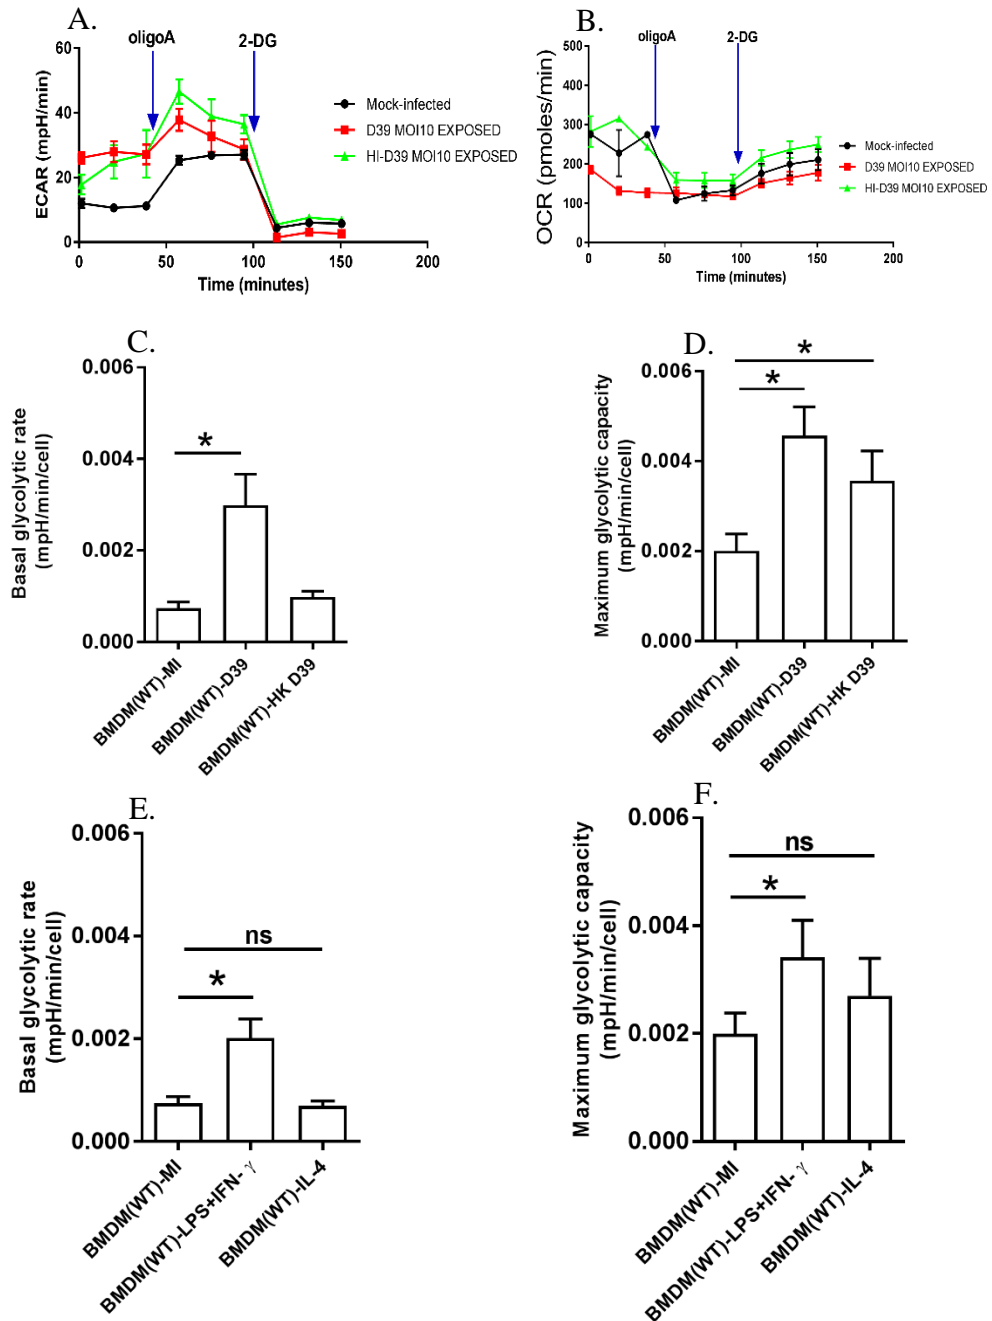 A.
oligoA
2-DG
60
40
20
0
0
50
100
150
200
ECAR (mpH/min)
Time (minutes)
Mock-infected
D39 MOI10 EXPOSED
HI-D39 MOI10 EXPOSED
B.
oligoA
2-DG
500
400
300
200
100
0
0
50
100
150
200
OCR (pmoles/min)
Time (minutes)
Mock-infected
D39 MOI10 EXPOSED
HI-D39 MOI10 EXPOSED
C.
0.006
0.004
0.002
0.000
Basal glycolytic rate
(mpH/min/cell)
*
BMDM(WT)-MI
BMDM(WT)-D39
BMDM(WT)-HK D39
D.
0.006
0.004
0.002
0.000
Maximum glycolytic capacity
(mpH/min/cell)
*
*
BMDM(WT)-MI
BMDM(WT)-D39
BMDM(WT)-HK D39
E.
0.006
0.004
0.002
0.000
Basal glycolytic rate
(mpH/min/cell)
ns
*
BMDM(WT)-MI
BMDM(WT)-LPS+IFN- γ
BMDM(WT)-IL-4
F.
0.006
0.004
0.002
0.000
Maximum glycolytic capacity
(mpH/min/cell)
ns
*
BMDM(WT)-MI
BMDM(WT)-LPS+IFN- γ
BMDM(WT)-IL-4